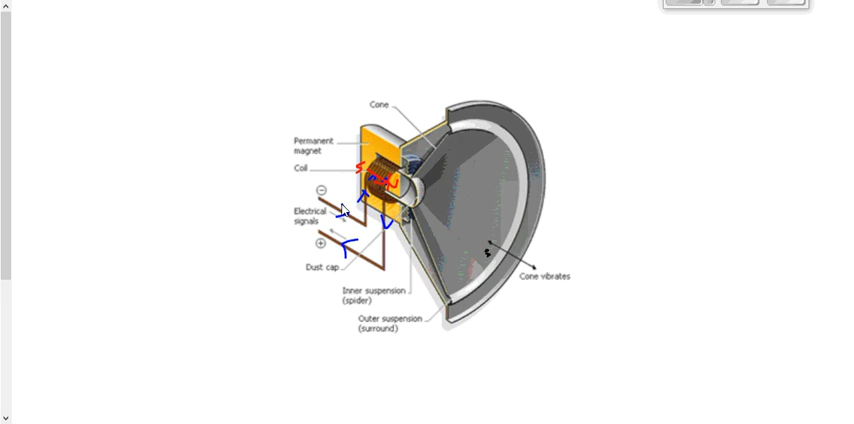 Cone
Permanent
magnet
Coil
Electrical
signals
Dust cap
Inner suspension
(spider)
Outer suspension
(surround)
Cone vibrates